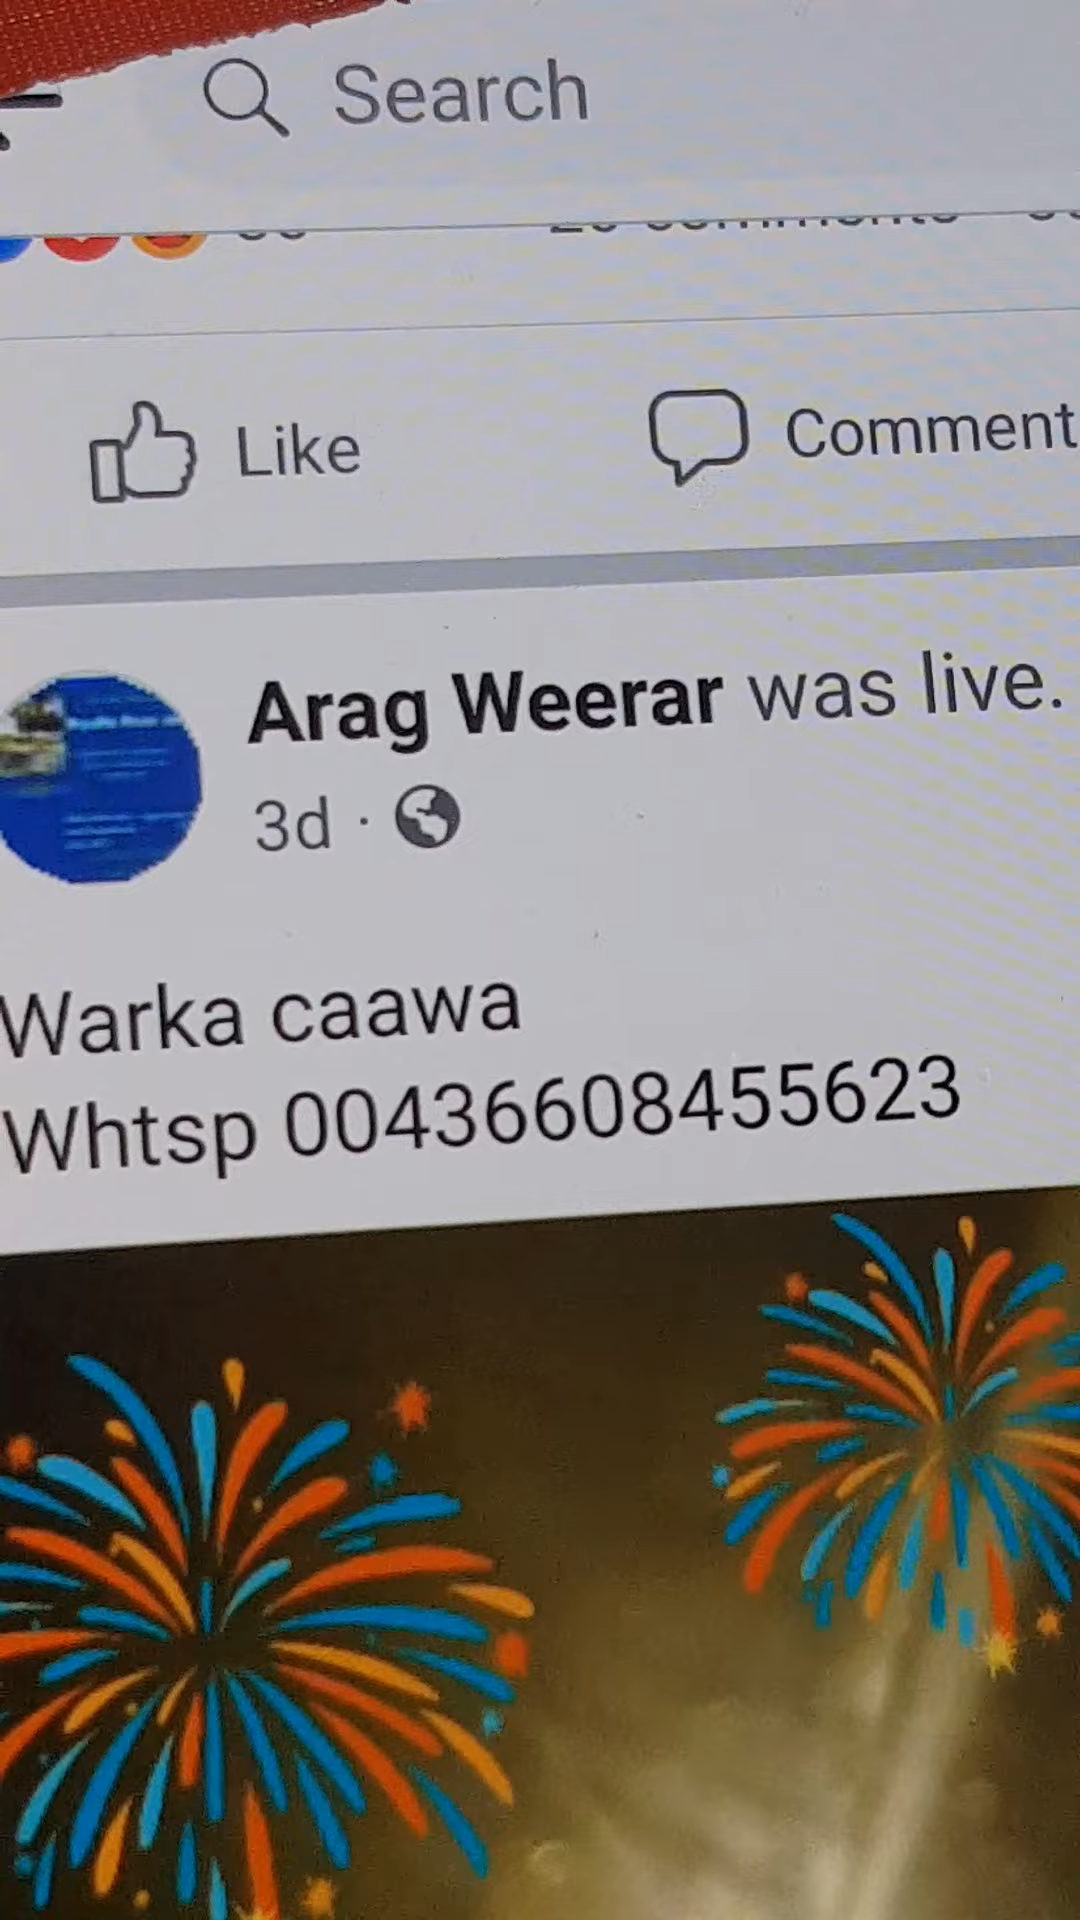 Search
Like
Comment
Arag Weerar was live.
3d ·
Warka caawa
Whtsp 00436608455623